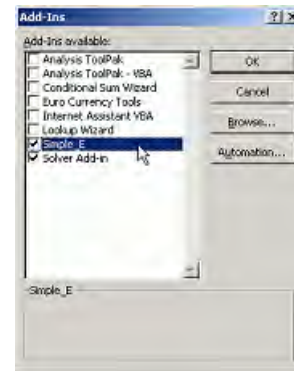 Add-Ins
Add-Ins available:
Analysis ToolPak
Analysis ToolPak - VBA
Conditional Sum Wizard
Euro Currency Tools
Internet Assistant VBA
Lookup Wizard
Simple_E
Solver Add-in
OK
Cancel
Browse...
Automation...
Simple_E